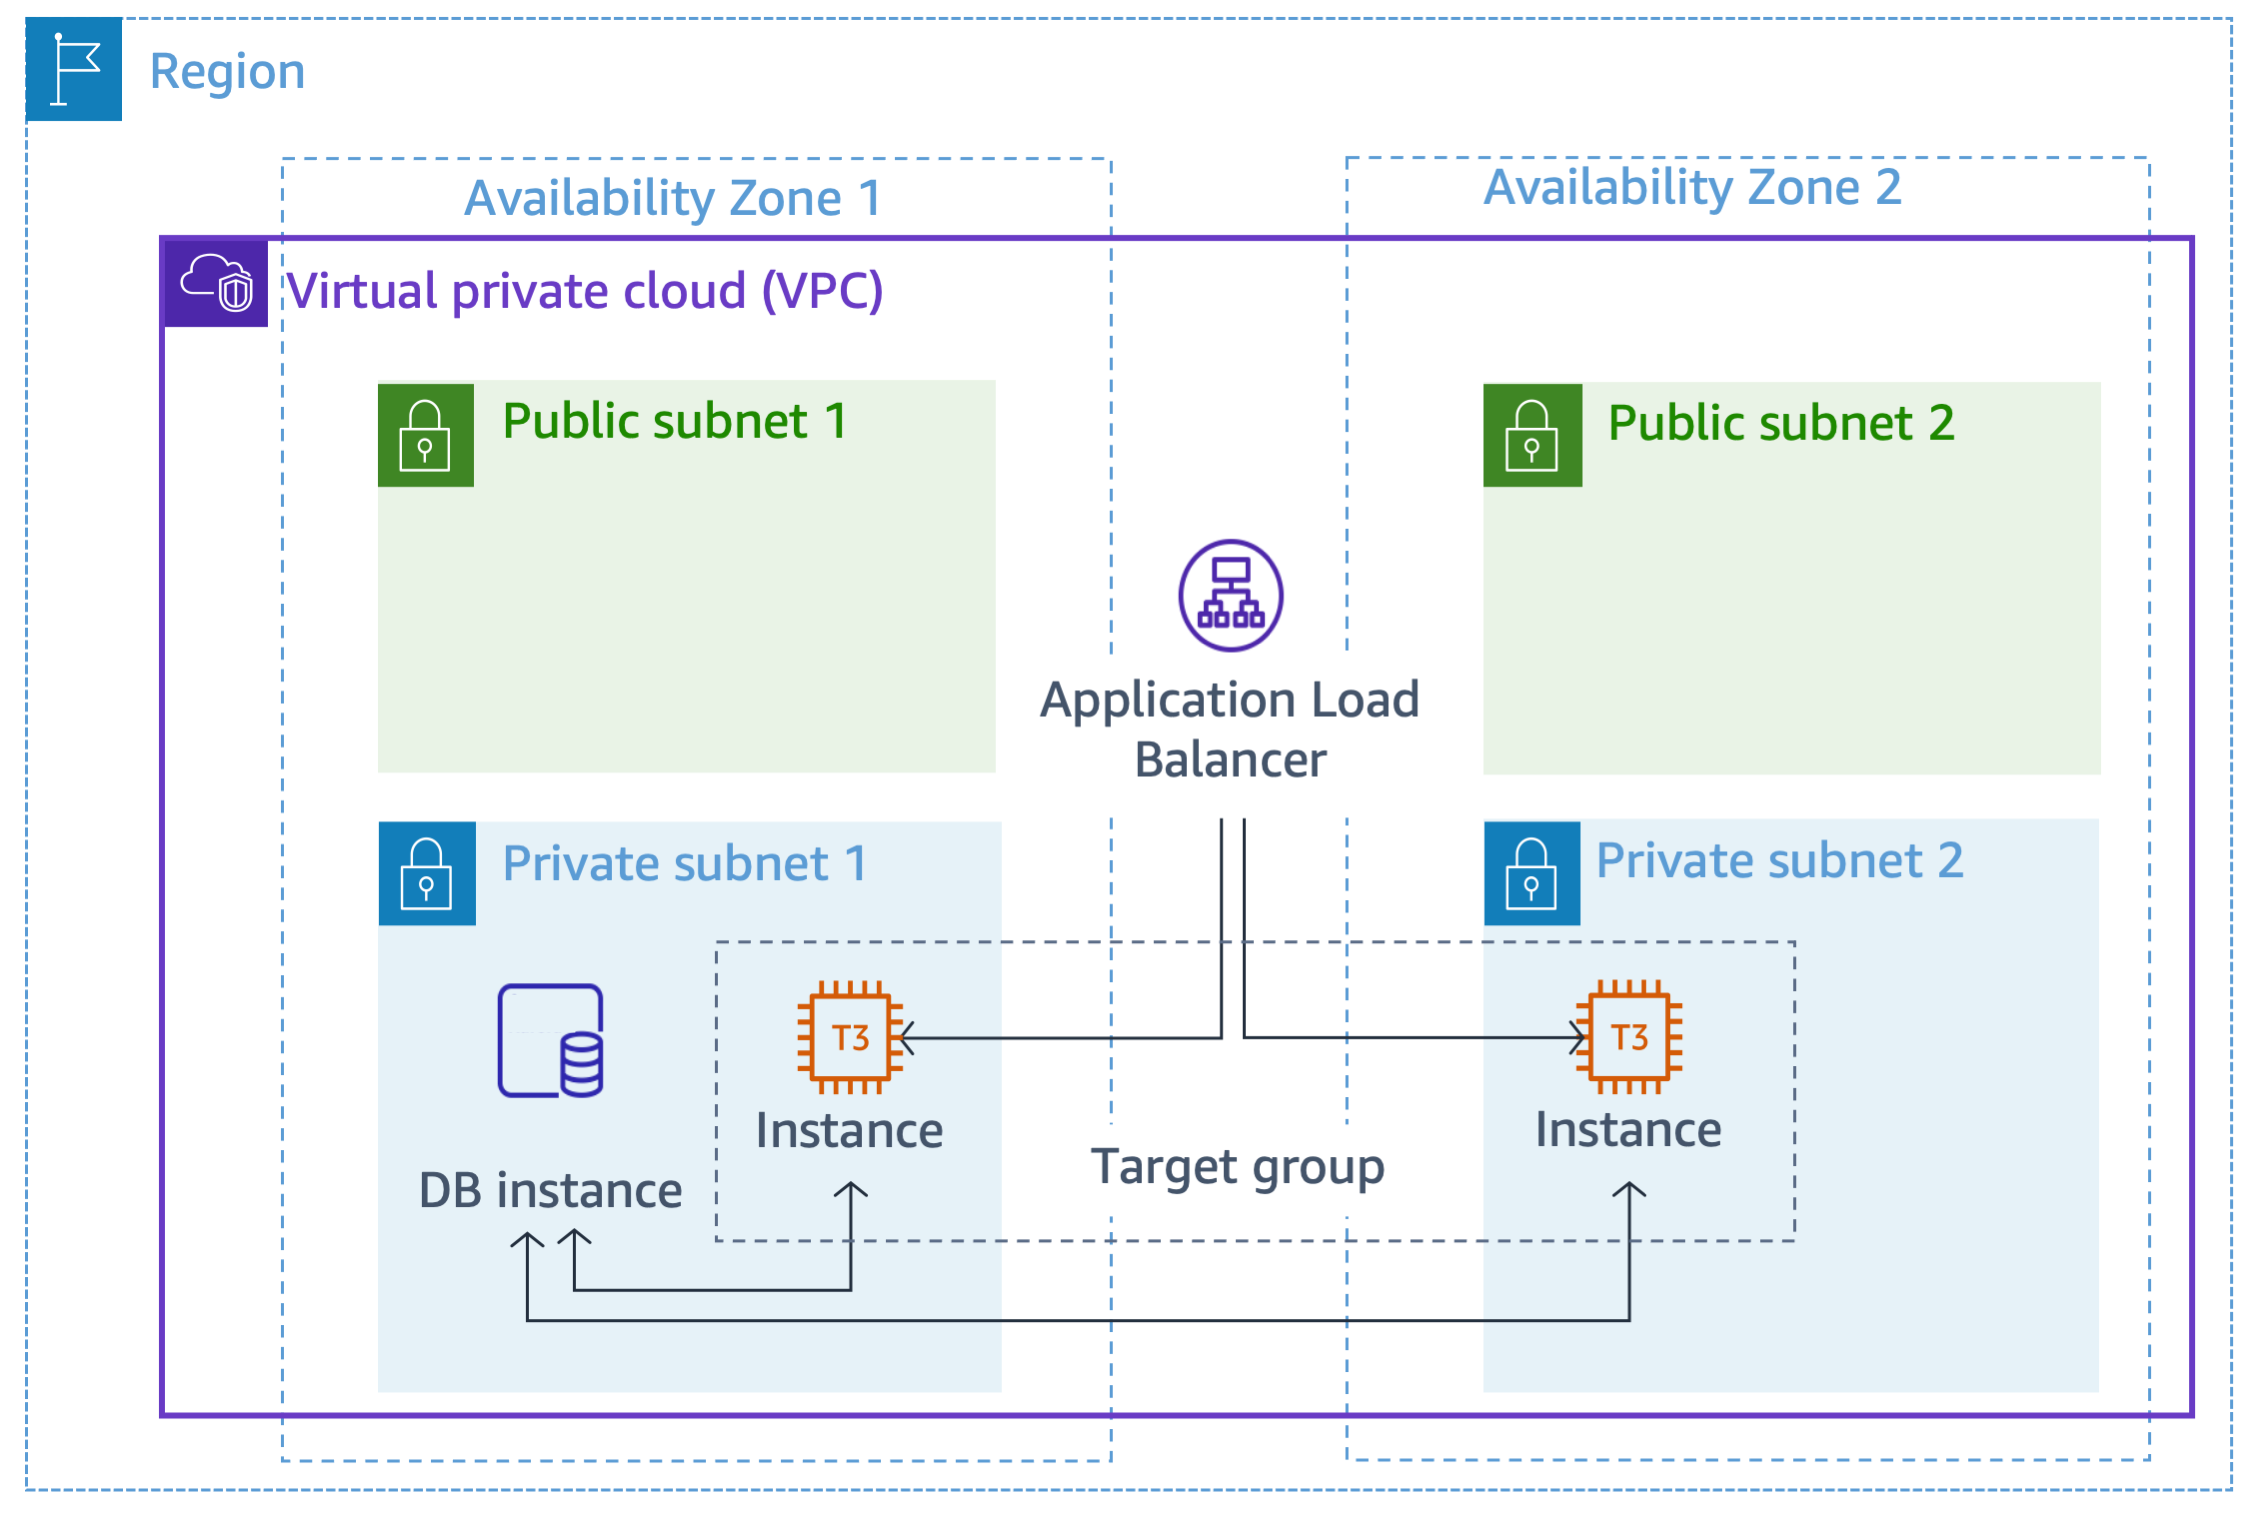 Region
Availability Zone 1
Availability Zone 2
Virtual private cloud (VPC)
Public subnet 1
Public subnet 2
Application Load
Balancer
Private subnet 1
Private subnet 2
T3
T3
Instance
Instance
Target group
DB instance